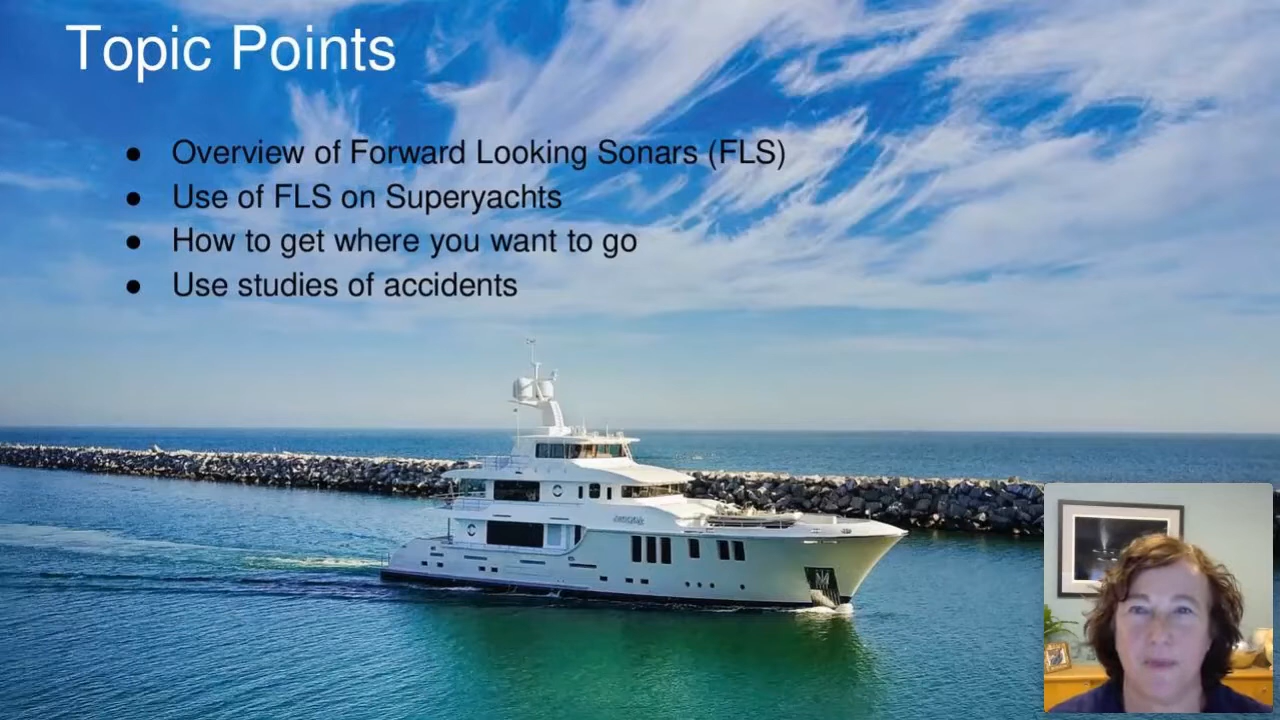 Topic Points
● Overview of Forward Looking Sonars (FLS)
● Use of FLS on Superyachts
● How to get where you want to go
● Use studies of accidents